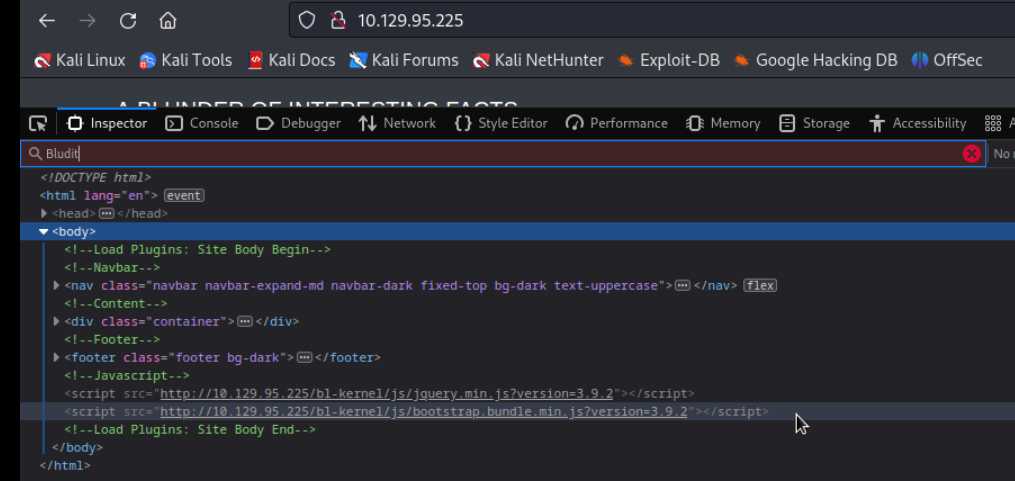 10.129.95.225
Kali Linux Kali Tools Kali Docs Kali Forums Kali NetHunter Exploit-DB Google Hacking DB OffSec
A BLUNDER OF INTERESTING FACTS
Inspector Console Debugger Network Style Editor Performance Memory Storage Accessibility A
Bludit No
<!DOCTYPE html>
<html lang="en"> event
<head> ··· </head>
<body>
<!--Load Plugins: Site Body Begin-->
<!--Navbar-->
<nav class="navbar navbar-expand-md navbar-dark fixed-top bg-dark text-uppercase"> ··· </nav> flex
<!--Content-->
<div class="container"> ··· </div>
<!--Footer-->
<footer class="footer bg-dark"> ··· </footer>
<!--Javascript-->
<script src="http://10.129.95.225/bl-kernel/js/jquery.min.js?version=3.9.2"></script>
<script src="http://10.129.95.225/bl-kernel/js/bootstrap.bundle.min.js?version=3.9.2"></script>
<!--Load Plugins: Site Body End-->
</body>
</html>